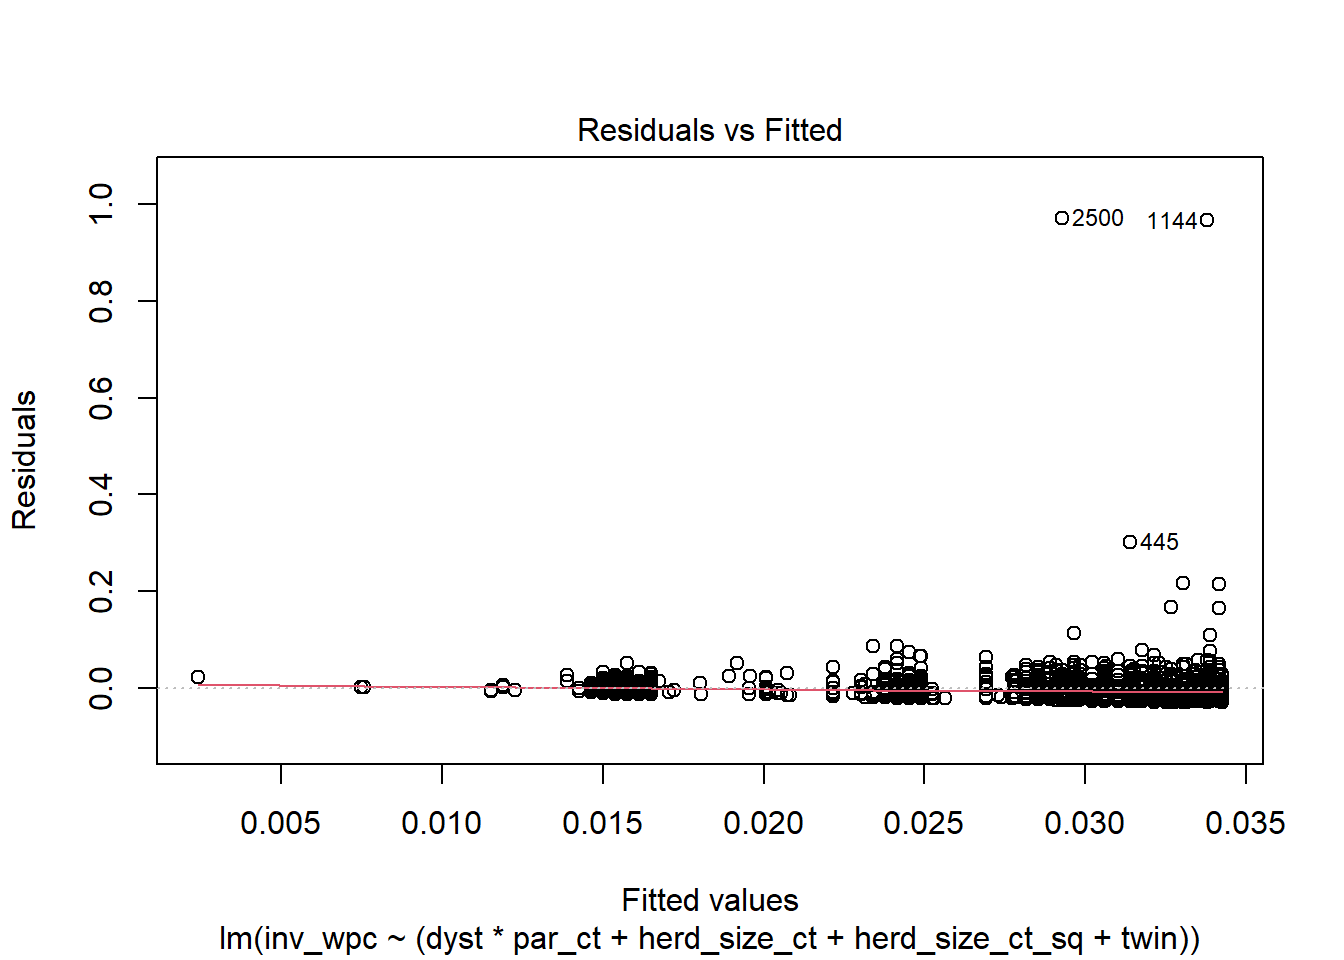 Residuals vs Fitted
Residuals
1.0
0.8
0.6
0.4
0.2
0.0
2500
1144
445
0.005 0.010 0.015 0.020 0.025 0.030 0.035
Fitted values
lm(inv_wpc ~ (dyst * par_ct + herd_size_ct + herd_size_ct_sq + twin))